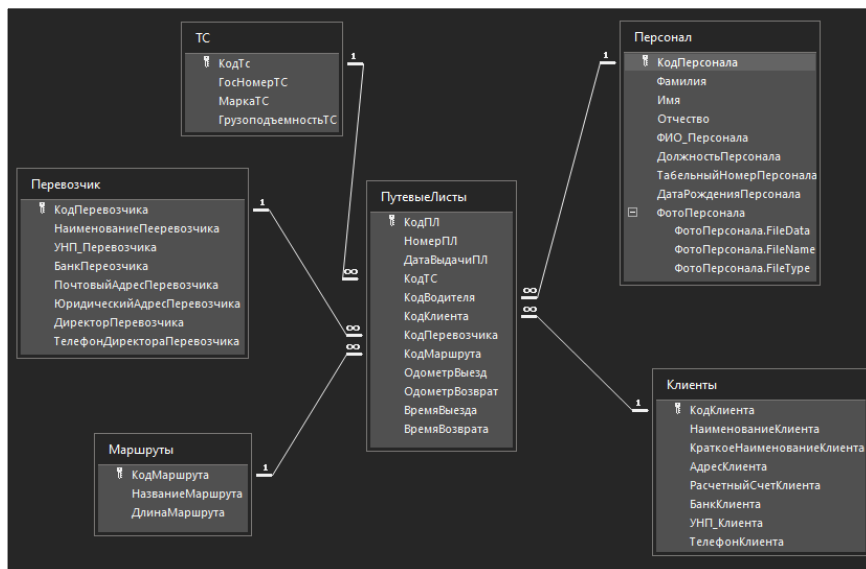 ТС
КодТс
ГосНомерТС
МаркаТС
ГрузоподъемностьТС
1
Персонал
КодПерсонала
Фамилия
Имя
Отчество
ФИО_Персонала
ДолжностьПерсонала
ТабельныйНомерПерсонала
ДатаРожденияПерсонала
ФотоПерсонала
ФотоПерсонала.FileData
ФотоПерсонала.FileName
ФотоПерсонала.FileType
1
Перевозчик
КодПеревозчика
НаименованиеПееревозчика
УНП_Перевозчика
БанкПереозчика
ПочтовыйАдресПеревозчика
ЮридическийАдресПеревозчика
ДиректорПеревозчика
ТелефонДиректораПеревозчика
1
ПутевыеЛисты
КодПЛ
НомерПЛ
ДатаВыдачиПЛ
КодТС
КодВодителя
КодКлиента
КодПеревозчика
КодМаршрута
ОдометрВыезд
ОдометрВозврат
ВремяВыезда
ВремяВозврата
∞
∞
∞
∞
∞
Маршруты
КодМаршрута
НазваниеМаршрута
ДлинаМаршрута
1
Клиенты
КодКлиента
НаименованиеКлиента
КраткоеНаименованиеКлиента
АдресКлиента
РасчетныйСчетКлиента
БанкКлиента
УНП_Клиента
ТелефонКлиента
1